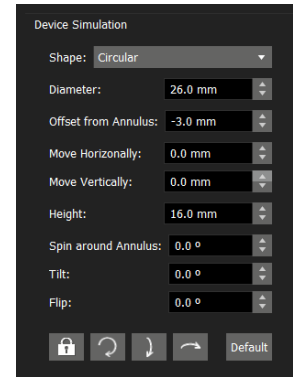 Device Simulation
Shape: Circular
Diameter: 26.0 mm
Offset from Annulus: -3.0 mm
Move Horizonally: 0.0 mm
Move Vertically: 0.0 mm
Height: 16.0 mm
Spin around Annulus: 0.0 º
Tilt: 0.0 º
Flip: 0.0 º
Default